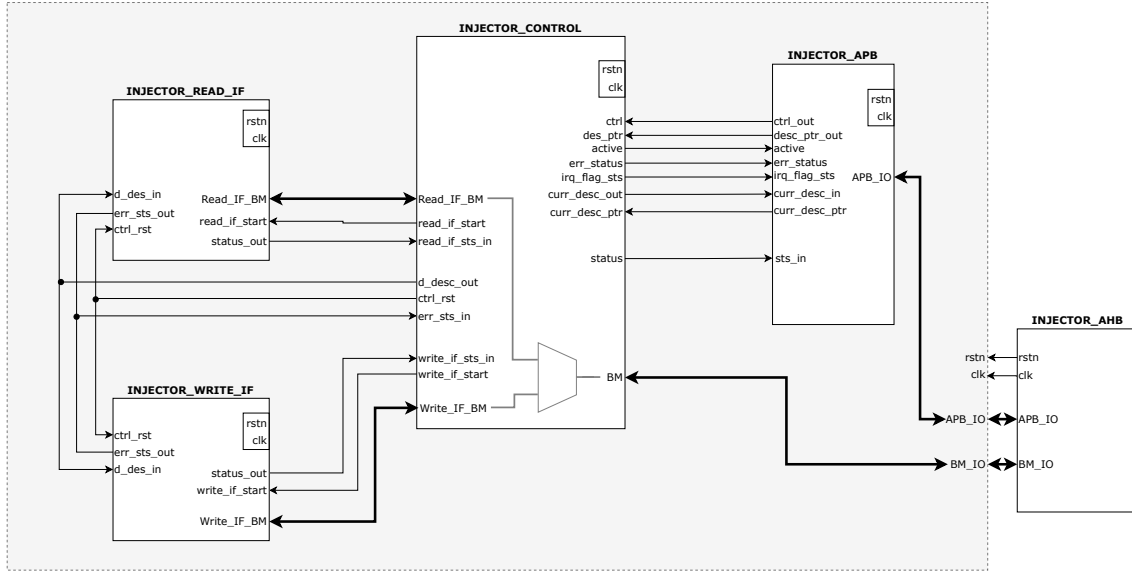 INJECTOR_CONTROL
rstn
clk
ctrl
des_ptr
active
err_status
irq_flag_sts
curr_desc_out
curr_desc_ptr
status
Read_IF_BM
read_if_start
read_if_sts_in
d_desc_out
ctrl_rst
err_sts_in
write_if_sts_in
write_if_start
Write_IF_BM
BM
INJECTOR_APB
rstn
clk
ctrl_out
desc_ptr_out
active
err_status
irq_flag_sts
curr_desc_in
curr_desc_ptr
sts_in
APB_IO
INJECTOR_READ_IF
rstn
clk
d_des_in
err_sts_out
ctrl_rst
Read_IF_BM
read_if_start
status_out
INJECTOR_WRITE_IF
rstn
clk
ctrl_rst
err_sts_out
d_des_in
status_out
write_if_start
Write_IF_BM
INJECTOR_AHB
rstn
rstn
clk
clk
APB_IO
APB_IO
BM_IO
BM_IO